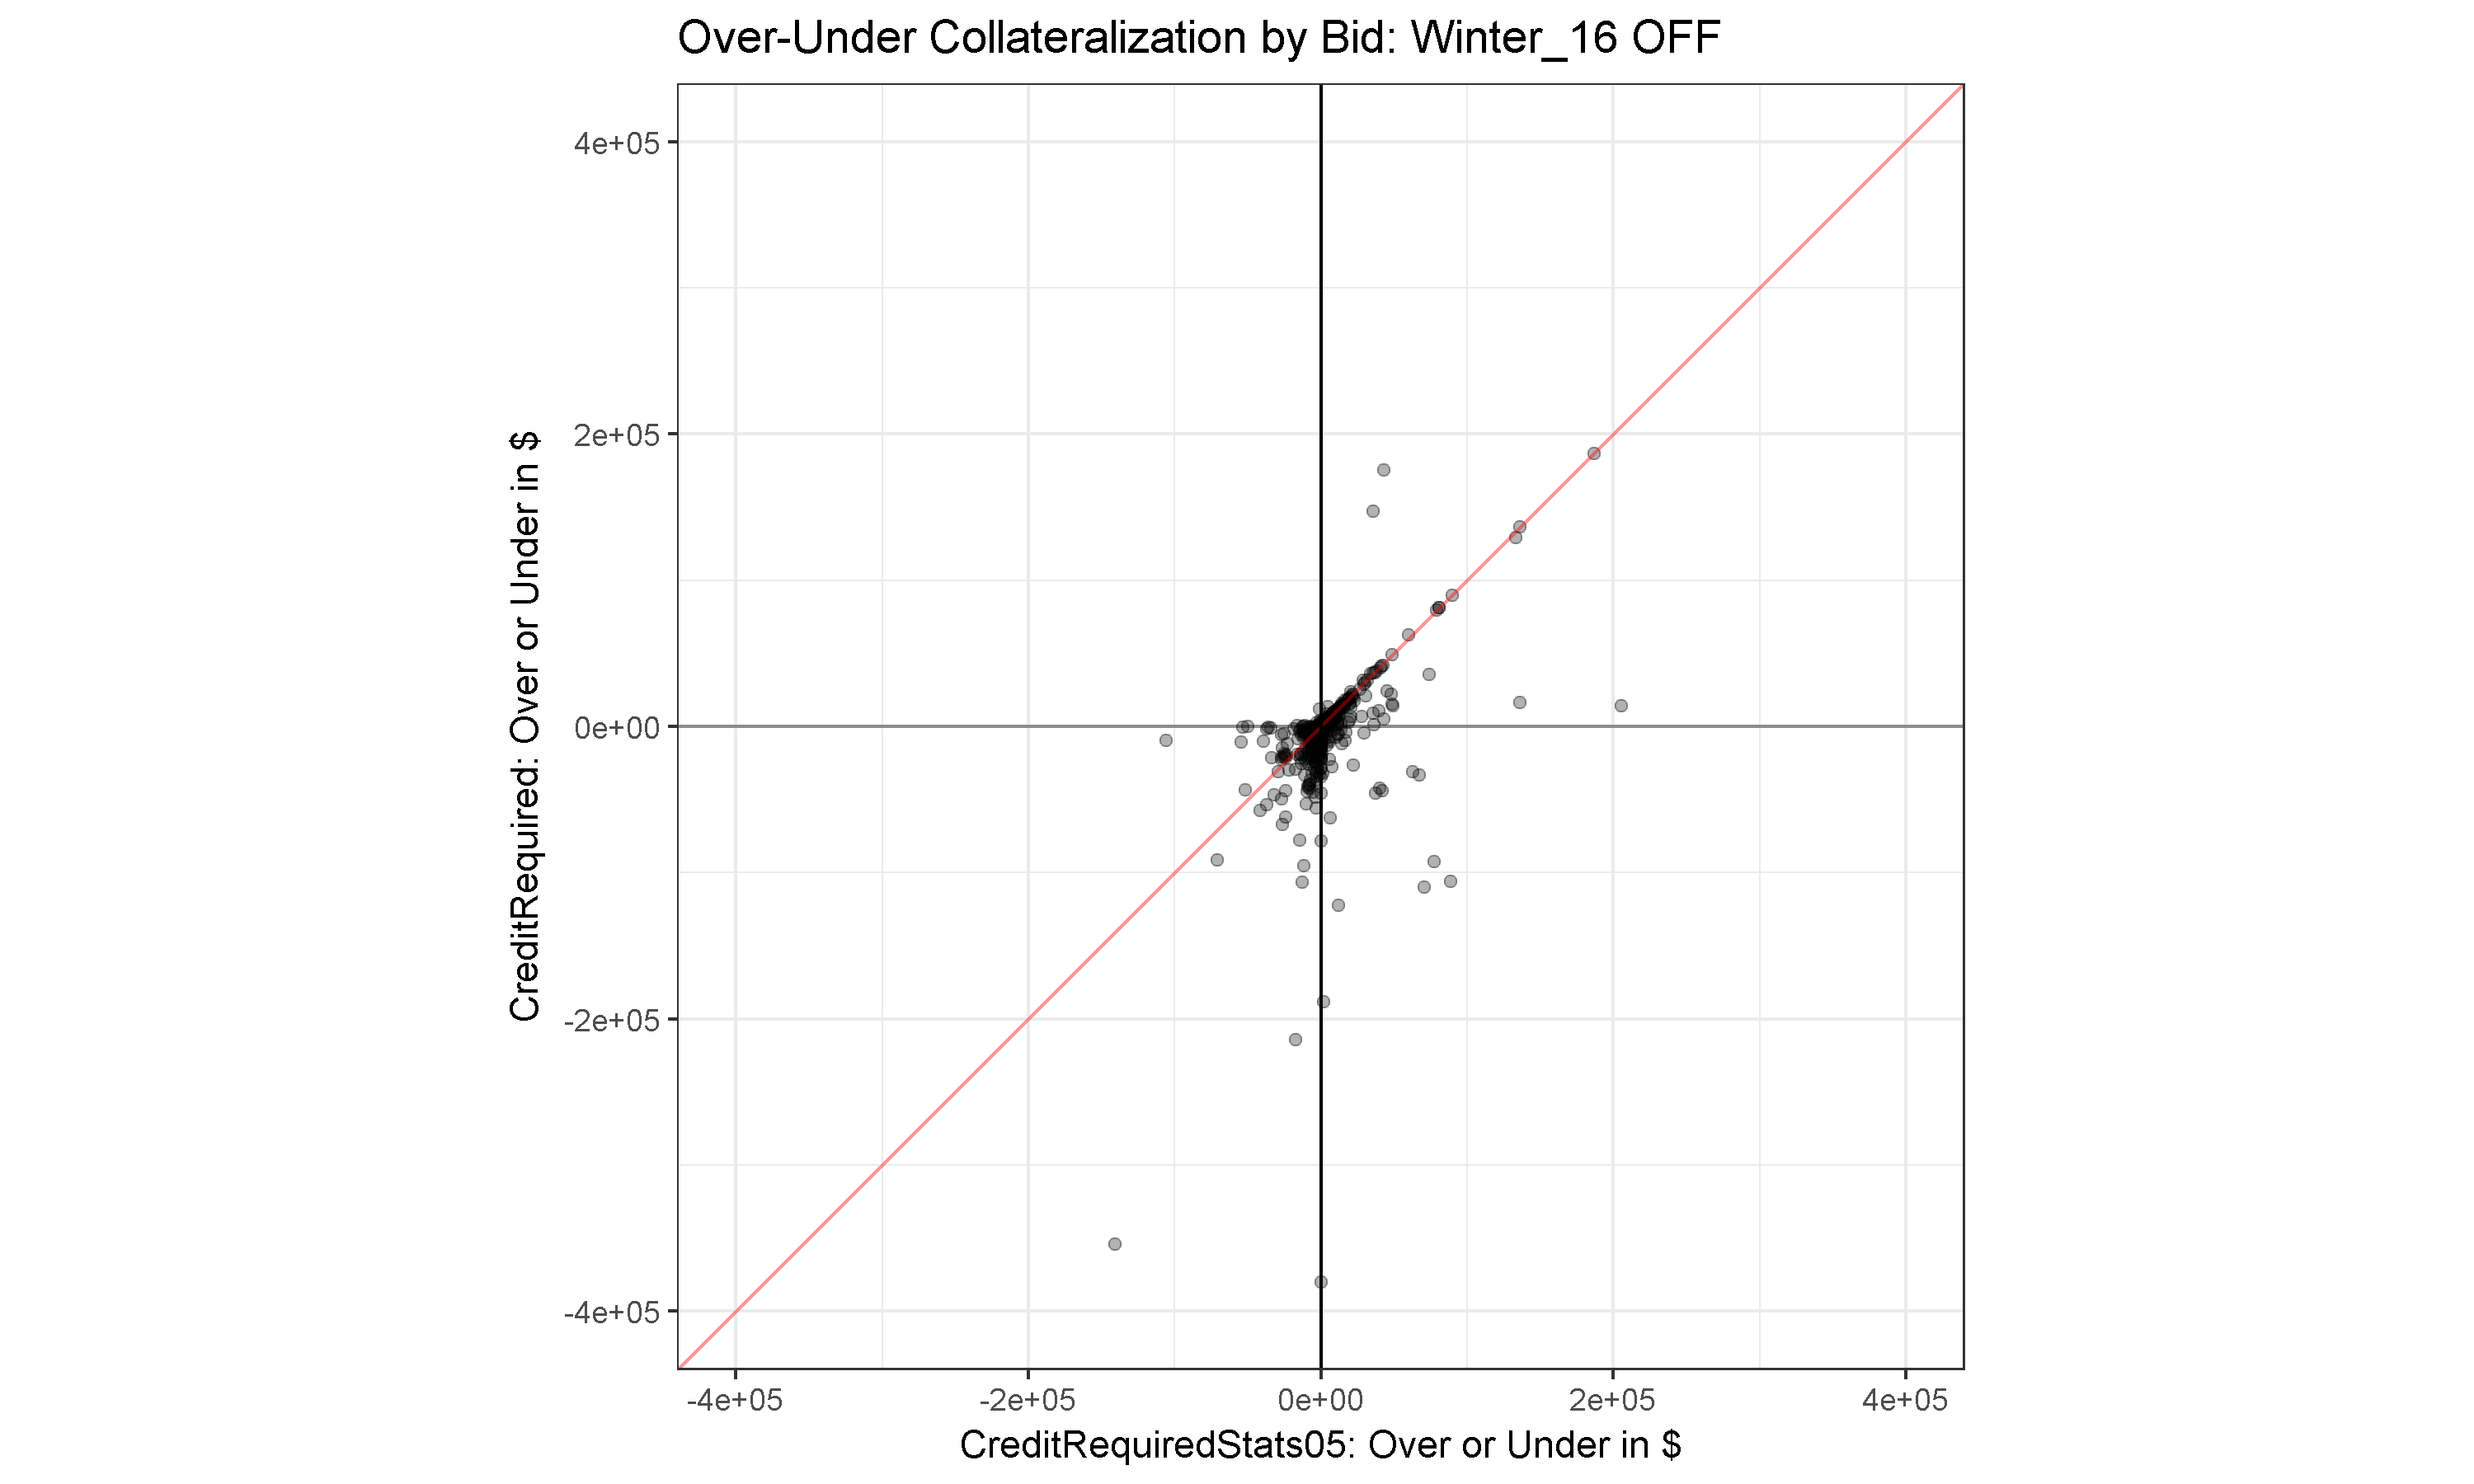 Over-Under Collateralization by Bid: Winter_16 OFF
CreditRequired: Over or Under in $
4e+05
2e+05
0e+00
-2e+05
-4e+05
-4e+05 -2e+05 0e+00 2e+05 4e+05
CreditRequiredStats05: Over or Under in $